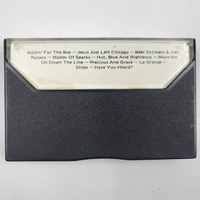 Waitin' For The Bus — Jesus Just Left Chicago — Beer Drinkers & Hell
Raisers — Master Of Sparks — Hot, Blue And Righteous — Move Me
On Down The Line — Precious And Grace — La Grange —
Shiek — Have You Heard?